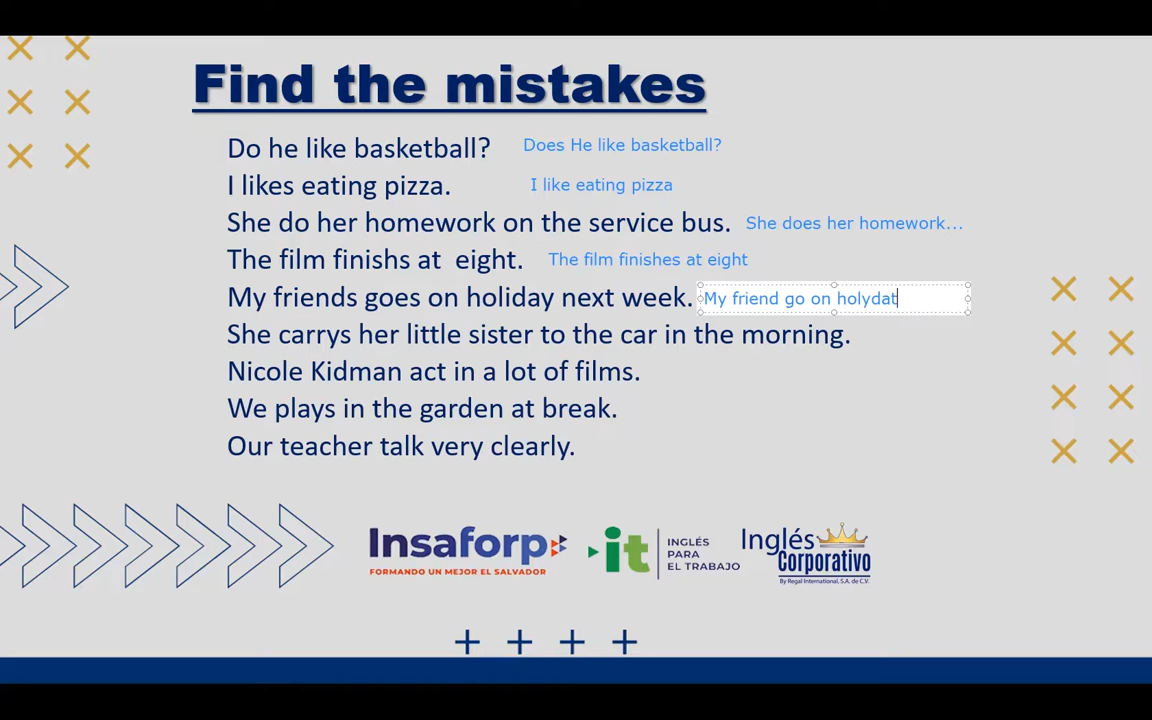 Find the mistakes
Do he like basketball? Does He like basketball?
I likes eating pizza. I like eating pizza
She do her homework on the service bus. She does her homework...
The film finishs at eight. The film finishes at eight
My friends goes on holiday next week. My friend go on holydat
She carrys her little sister to the car in the morning.
Nicole Kidman act in a lot of films.
We plays in the garden at break.
Our teacher talk very clearly.
Insaforp
FORMANDO UN MEJOR EL SALVADOR
it
INGLÉS
PARA
EL TRABAJO
Inglés
Corporativo
By Regal International, S.A. de C.V.